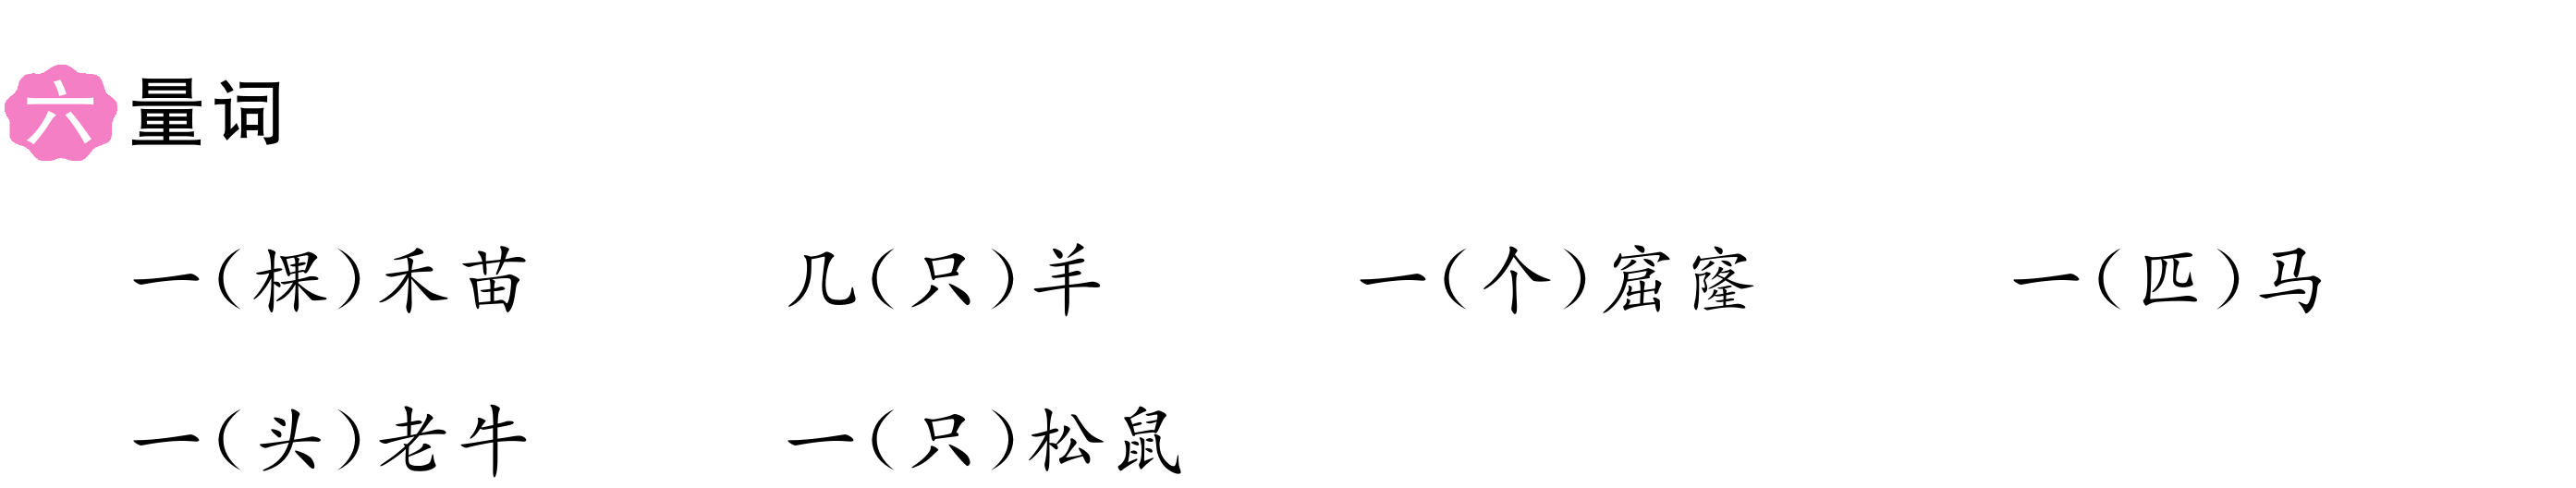 六 量词
一(棵)禾苗 几(只)羊 一(个)窟窿 一(匹)马
一(头)老牛 一(只)松鼠